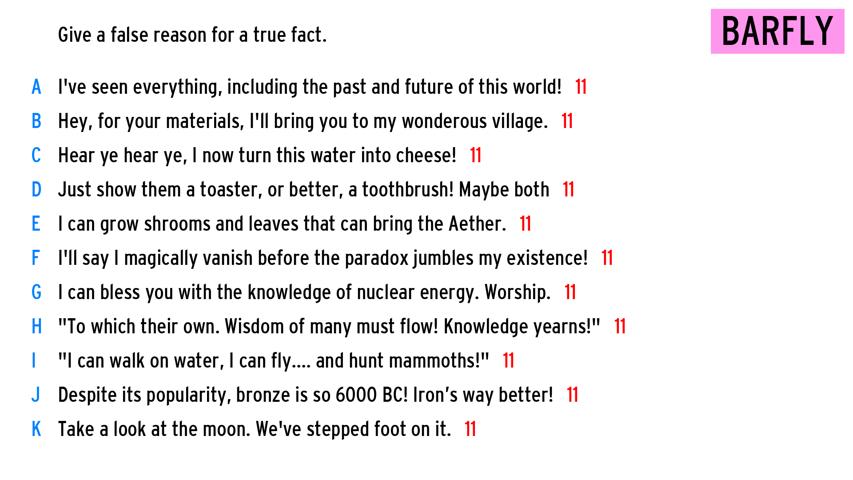 Give a false reason for a true fact.
BARFLY
A I've seen everything, including the past and future of this world! 11
B Hey, for your materials, I'll bring you to my wonderous village. 11
C Hear ye hear ye, I now turn this water into cheese! 11
D Just show them a toaster, or better, a toothbrush! Maybe both 11
E I can grow shrooms and leaves that can bring the Aether. 11
F I'll say I magically vanish before the paradox jumbles my existence! 11
G I can bless you with the knowledge of nuclear energy. Worship. 11
H "To which their own. Wisdom of many must flow! Knowledge yearns!" 11
I "I can walk on water, I can fly.... and hunt mammoths!" 11
J Despite its popularity, bronze is so 6000 BC! Iron’s way better! 11
K Take a look at the moon. We've stepped foot on it. 11